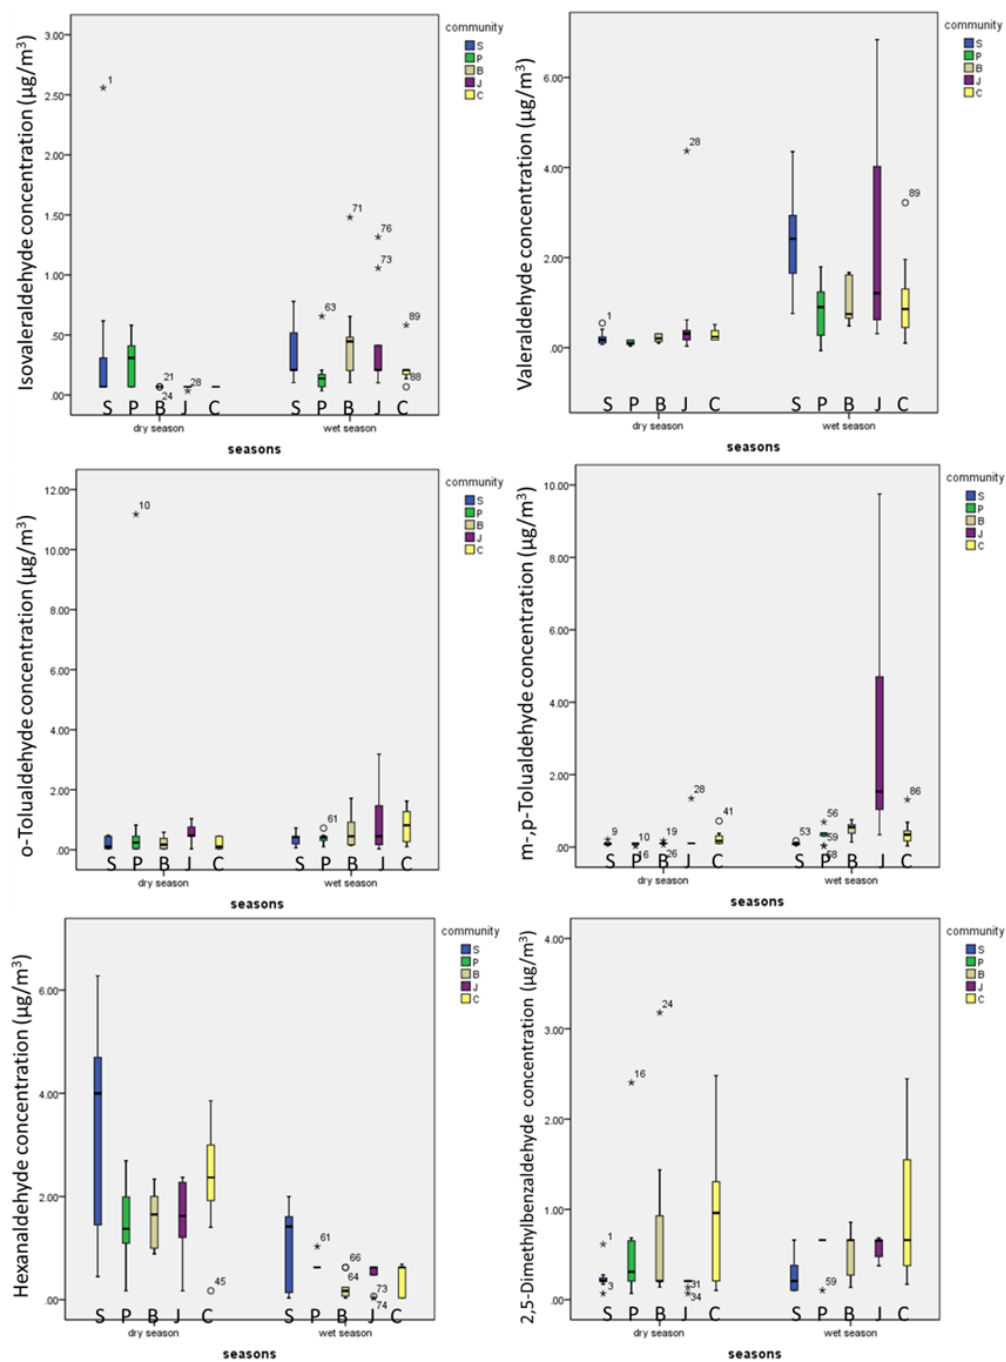 Isovaleraldehyde concentration (µg/m³)
3.00
2.50
2.00
1.50
1.00
.50
.00
1
21
24
28
63
71
76
73
89
88
S P B J C S P B J C
dry season wet season
seasons
community
S
P
B
J
C
Valeraldehyde concentration (µg/m³)
6.00
4.00
2.00
.00
1
28
89
S P B J C S P B J C
dry season wet season
seasons
community
S
P
B
J
C
o-Tolualdehyde concentration (µg/m³)
12.00
10.00
8.00
6.00
4.00
2.00
.00
10
61
S P B J C S P B J C
dry season wet season
seasons
community
S
P
B
J
C
m-,p-Tolualdehyde concentration (µg/m³)
10.00
8.00
6.00
4.00
2.00
.00
9
10
16
19
26
28
41
53
56
59
58
86
S P B J C S P B J C
dry season wet season
seasons
community
S
P
B
J
C
Hexanaldehyde concentration (µg/m³)
6.00
4.00
2.00
.00
45
61
66
64
73
74
S P B J C S P B J C
dry season wet season
seasons
community
S
P
B
J
C
2,5-Dimethylbenzaldehyde concentration (µg/m³)
4.00
3.00
2.00
1.00
.00
1
3
16
24
31
34
59
S P B J C S P B J C
dry season wet season
seasons
community
S
P
B
J
C